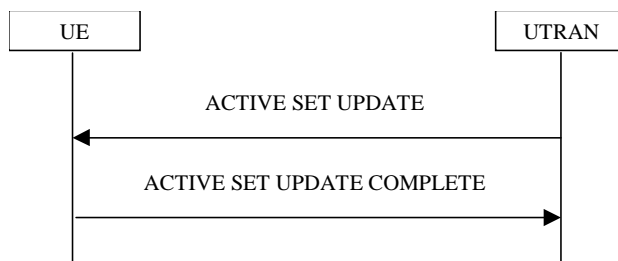 UE
UTRAN
ACTIVE SET UPDATE
ACTIVE SET UPDATE COMPLETE